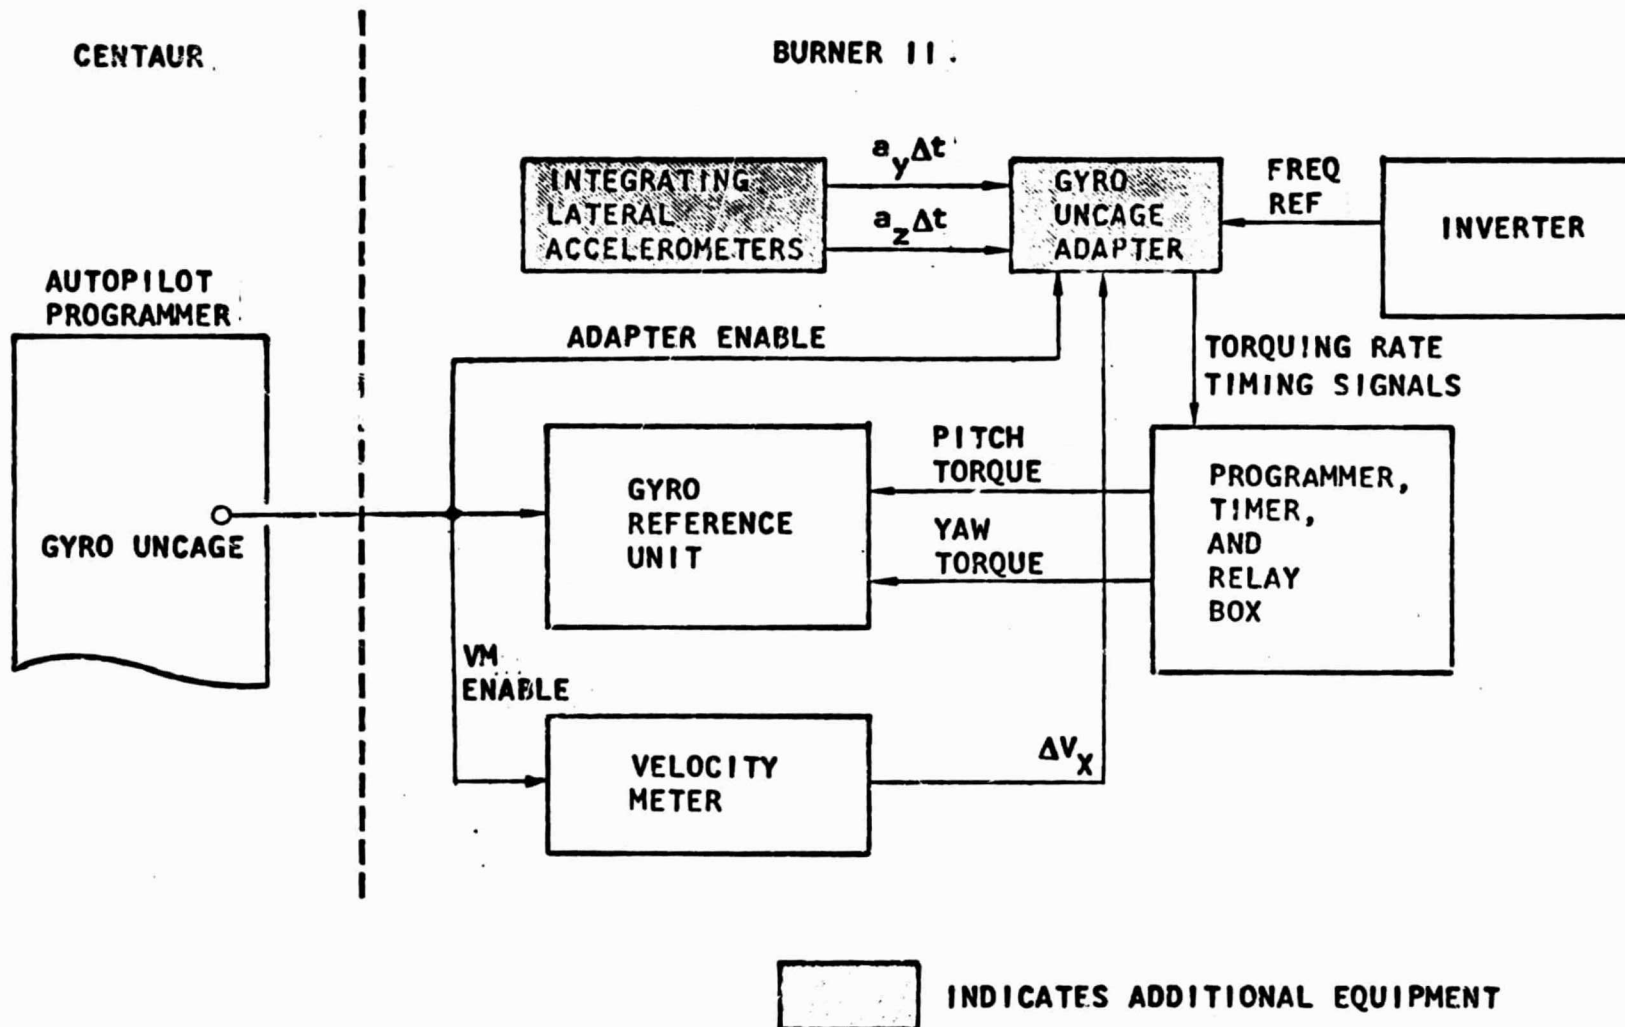 CENTAUR
BURNER II.
INTEGRATING
LATERAL
ACCELEROMETERS
a_yΔt
a_zΔt
GYRO
UNCAGE
ADAPTER
FREQ
REF
INVERTER
AUTOPILOT
PROGRAMMER
ADAPTER ENABLE
TORQUING RATE
TIMING SIGNALS
GYRO UNCAGE
GYRO
REFERENCE
UNIT
PITCH
TORQUE
YAW
TORQUE
PROGRAMMER,
TIMER,
AND
RELAY
BOX
VM
ENABLE
VELOCITY
METER
ΔV_X
INDICATES ADDITIONAL EQUIPMENT